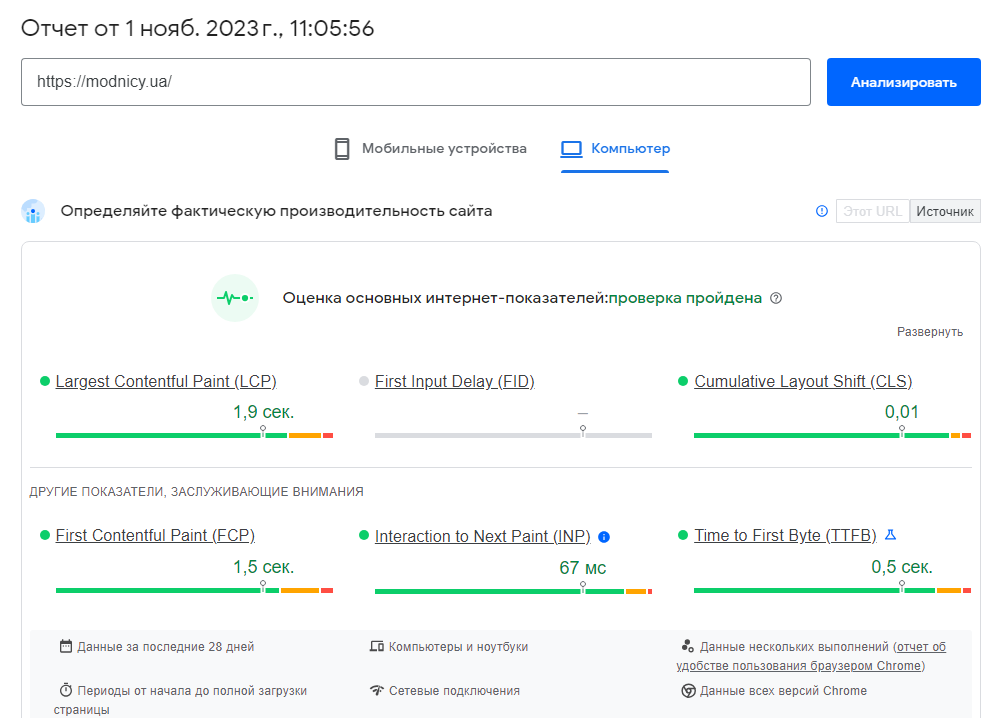 Отчет от 1 нояб. 2023 г., 11:05:56
https://modnicy.ua/
Анализировать
Мобильные устройства
Компьютер
Определяйте фактическую производительность сайта
Этот URL
Источник
Оценка основных интернет-показателей:проверка пройдена
Развернуть
Largest Contentful Paint (LCP)
1,9 сек.
First Input Delay (FID)
—
Cumulative Layout Shift (CLS)
0,01
ДРУГИЕ ПОКАЗАТЕЛИ, ЗАСЛУЖИВАЮЩИЕ ВНИМАНИЯ
First Contentful Paint (FCP)
1,5 сек.
Interaction to Next Paint (INP)
67 мс
Time to First Byte (TTFB)
0,5 сек.
Данные за последние 28 дней
Компьютеры и ноутбуки
Данные нескольких выполнений (отчет об
удобстве пользования браузером Chrome)
Периоды от начала до полной загрузки
страницы
Сетевые подключения
Данные всех версий Chrome